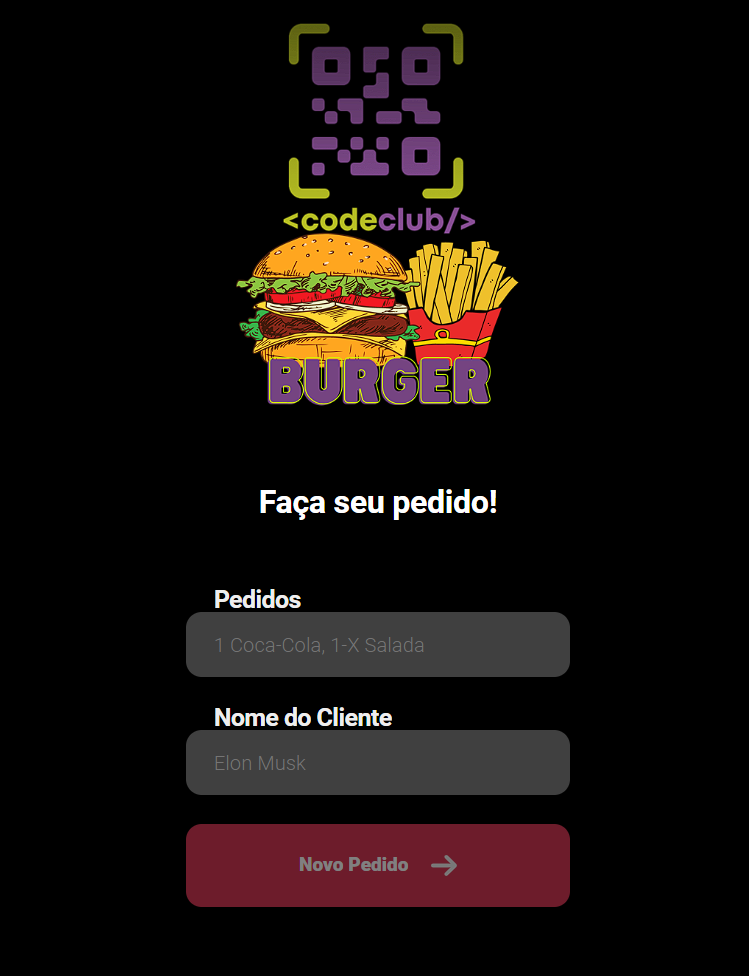 <codeclub/>
BURGER
Faça seu pedido!
Pedidos
1 Coca-Cola, 1-X Salada
Nome do Cliente
Elon Musk
Novo Pedido